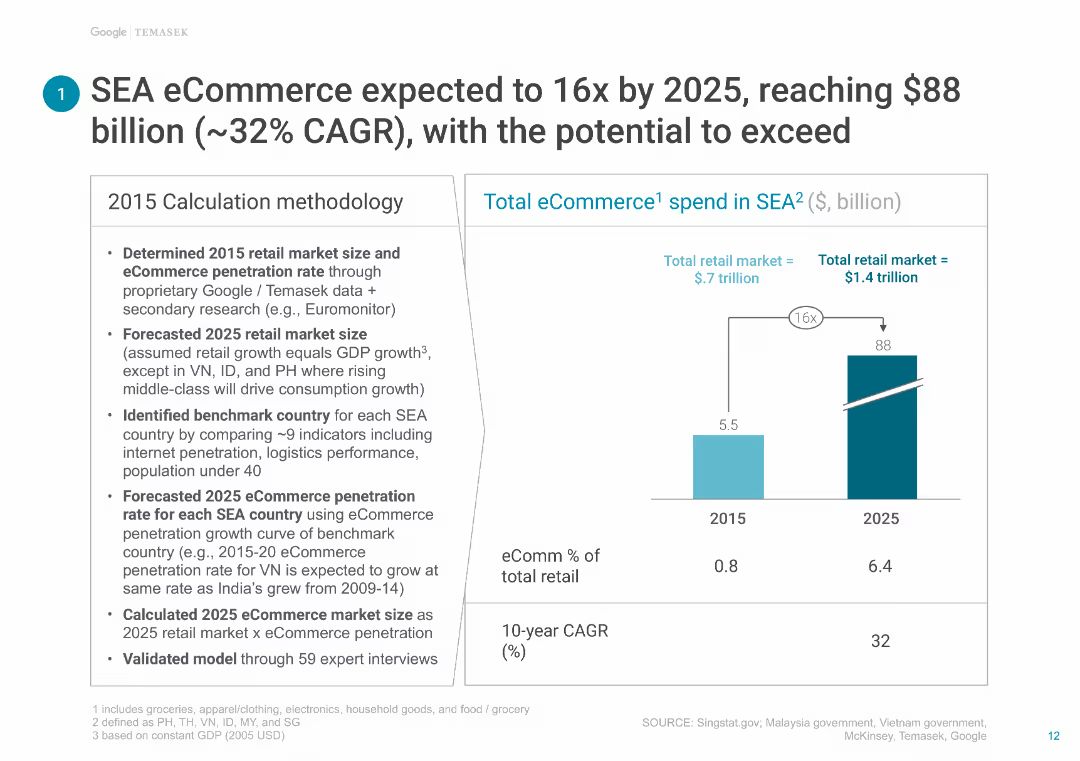 Google | TEMASEK
1
SEA eCommerce expected to 16x by 2025, reaching $88
billion (~32% CAGR), with the potential to exceed
2015 Calculation methodology
• Determined 2015 retail market size and
eCommerce penetration rate through
proprietary Google / Temasek data +
secondary research (e.g., Euromonitor)
• Forecasted 2025 retail market size
(assumed retail growth equals GDP growth³,
except in VN, ID, and PH where rising
middle-class will drive consumption growth)
• Identified benchmark country for each SEA
country by comparing ~9 indicators including
internet penetration, logistics performance,
population under 40
• Forecasted 2025 eCommerce penetration
rate for each SEA country using eCommerce
penetration growth curve of benchmark
country (e.g., 2015-20 eCommerce
penetration rate for VN is expected to grow at
same rate as India's grew from 2009-14)
• Calculated 2025 eCommerce market size as
2025 retail market x eCommerce penetration
• Validated model through 59 expert interviews
Total eCommerce¹ spend in SEA² ($, billion)
Total retail market =
$.7 trillion
Total retail market =
$1.4 trillion
16x
88
5.5
2015
2025
eComm % of
total retail
0.8
6.4
10-year CAGR
(%)
32
1 includes groceries, apparel/clothing, electronics, household goods, and food / grocery
2 defined as PH, TH, VN, ID, MY, and SG
3 based on constant GDP (2005 USD)
SOURCE: Singstat.gov; Malaysia government, Vietnam government,
McKinsey, Temasek, Google
12